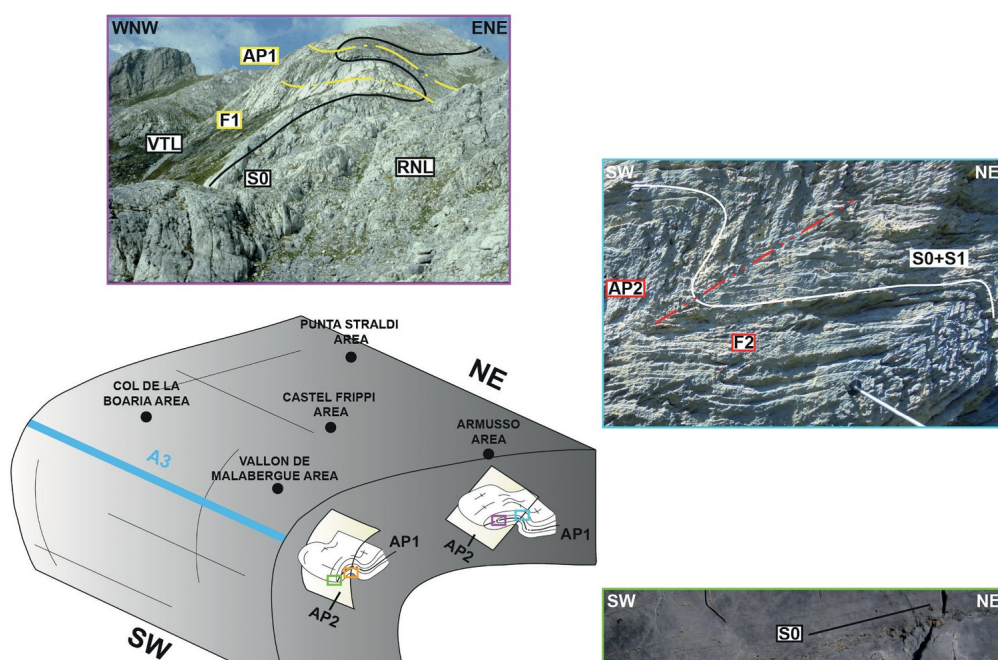 WNW
ENE
AP1
F1
VTL
S0
RNL
SW
NE
S0+S1
AP2
F2
PUNTA STRALDI
AREA
NE
COL DE LA
BOARIA AREA
CASTEL FRIPPI
AREA
ARMUSSO
AREA
A3
VALLON DE
MALABERGUE AREA
AP1
AP2
AP1
AP2
SW
SW
NE
S0